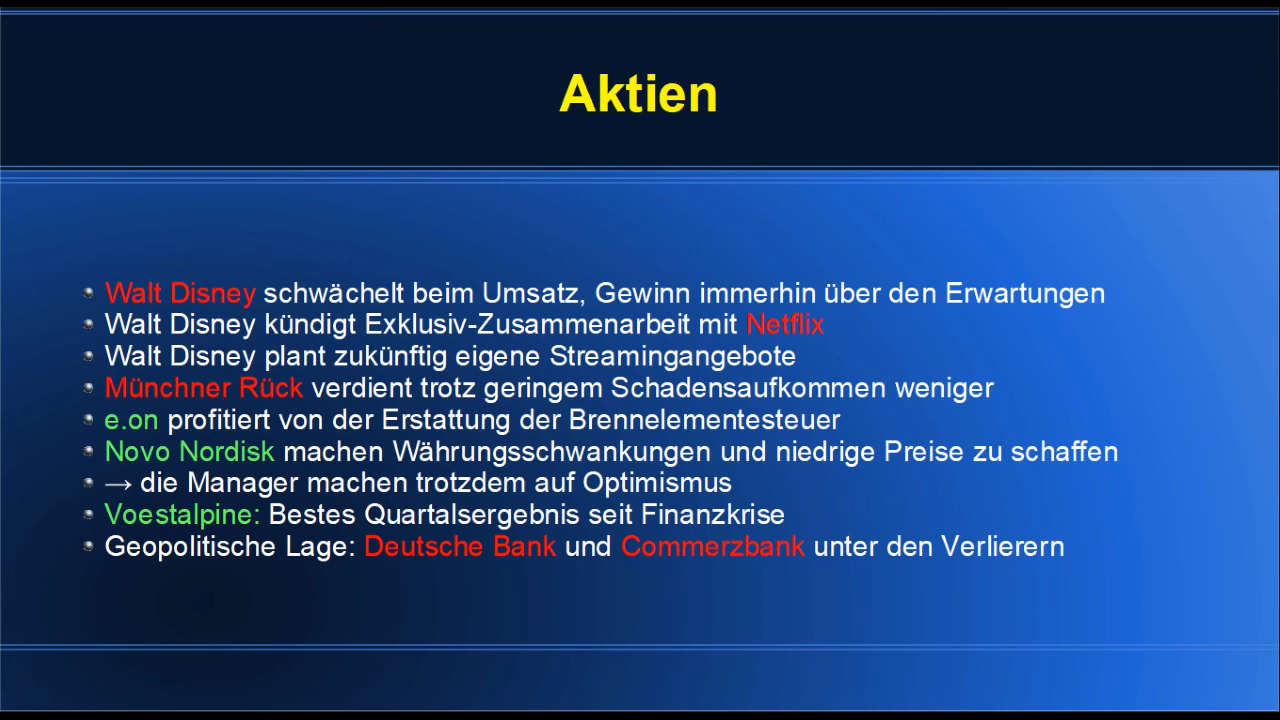 Aktien
Walt Disney schwächelt beim Umsatz, Gewinn immerhin über den Erwartungen
Walt Disney kündigt Exklusiv-Zusammenarbeit mit Netflix
Walt Disney plant zukünftig eigene Streamingangebote
Münchner Rück verdient trotz geringem Schadensaufkommen weniger
e.on profitiert von der Erstattung der Brennelementesteuer
Novo Nordisk machen Währungsschwankungen und niedrige Preise zu schaffen
→ die Manager machen trotzdem auf Optimismus
Voestalpine: Bestes Quartalsergebnis seit Finanzkrise
Geopolitische Lage: Deutsche Bank und Commerzbank unter den Verlierern